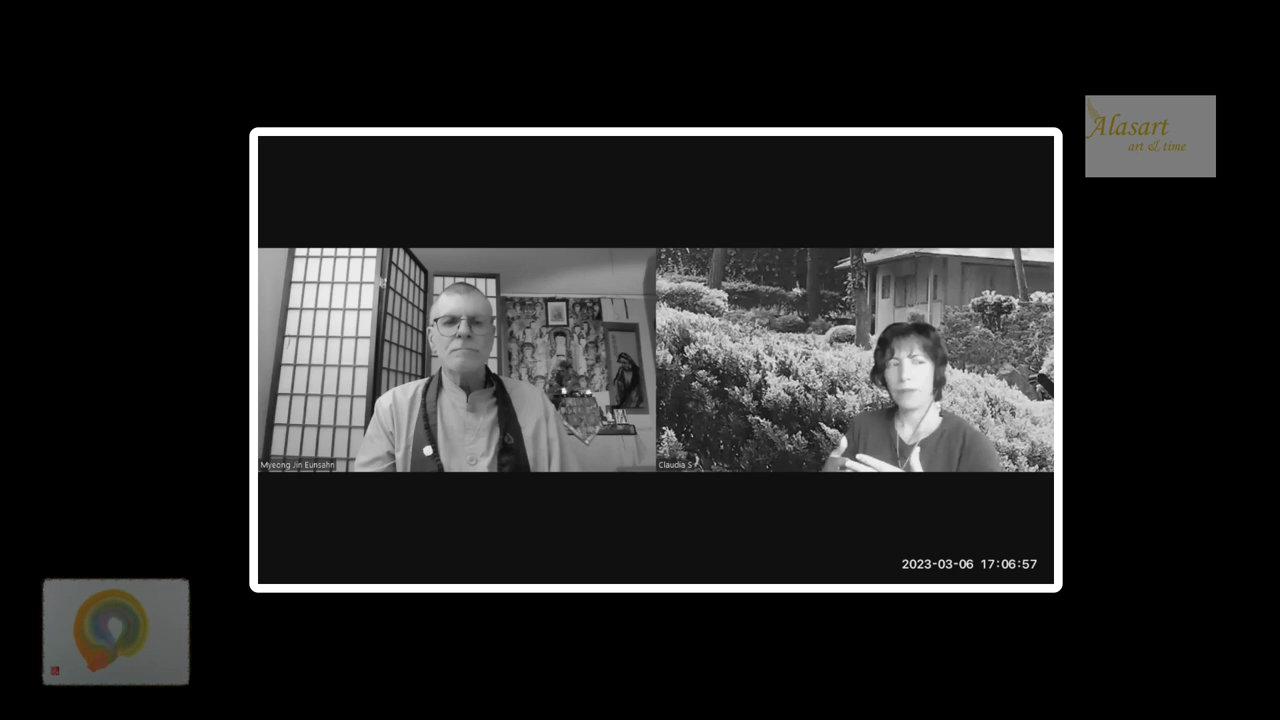 Alasart
art & time
Myeong Jin Eunsahn
Claudia S
2023-03-06 17:06:57